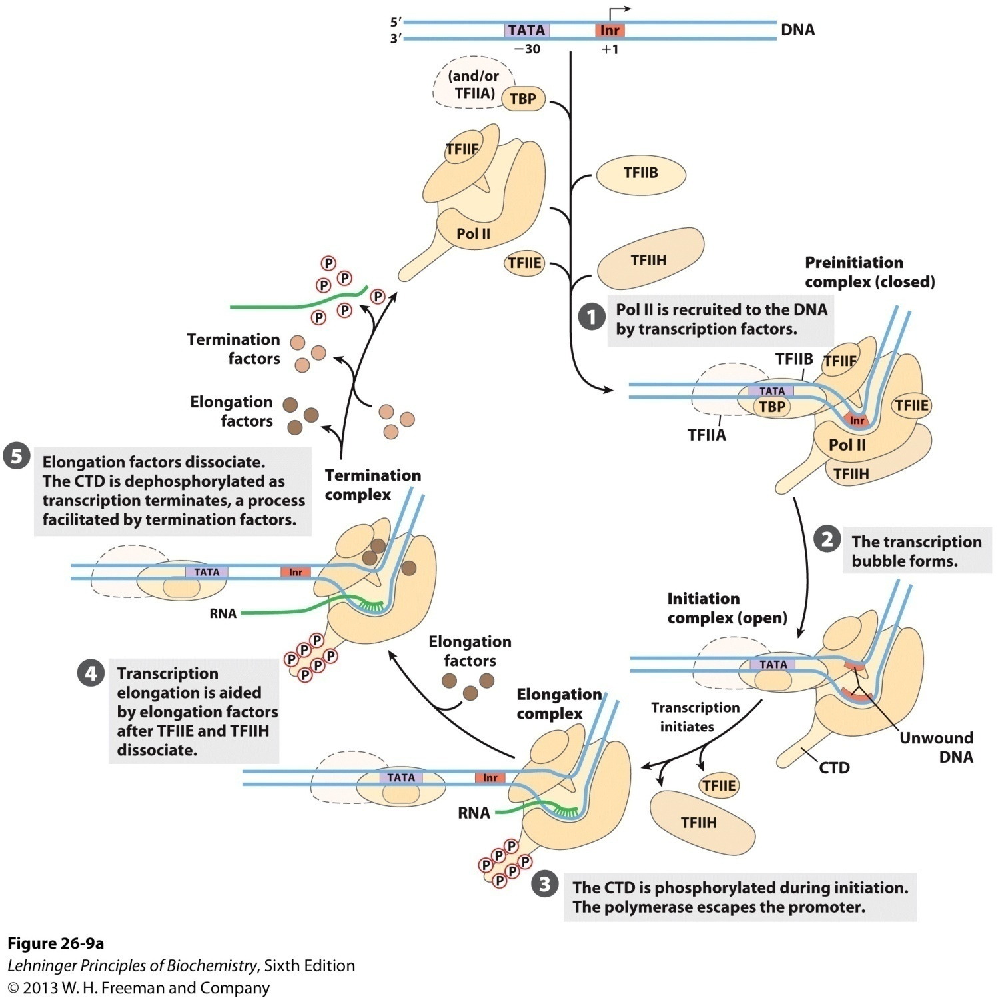 5′
3′
TATA
Inr
DNA
−30
+1
(and/or
TFIIA)
TBP
TFIIF
TFIIB
Pol II
TFIIE
TFIIH
1
Pol II is recruited to the DNA
by transcription factors.
Preinitiation
complex (closed)
TFIIB
TFIIF
TATA
TBP
TFIIE
Inr
TFIIA
Pol II
TFIIH
2
The transcription
bubble forms.
Initiation
complex (open)
TATA
Unwound
DNA
CTD
Transcription
initiates
TFIIE
TFIIH
3
The CTD is phosphorylated during initiation.
The polymerase escapes the promoter.
Elongation
complex
TATA
Inr
RNA
P
P
P
P
P
P
P
Elongation
factors
4
Transcription
elongation is aided
by elongation factors
after TFIIE and TFIIH
dissociate.
Termination
complex
TATA
Inr
RNA
P
P
P
P
P
P
P
5
Elongation factors dissociate.
The CTD is dephosphorylated as
transcription terminates, a process
facilitated by termination factors.
Elongation
factors
Termination
factors
P
P
P
P
P
P
Figure 26-9a
Lehninger Principles of Biochemistry, Sixth Edition
© 2013 W. H. Freeman and Company